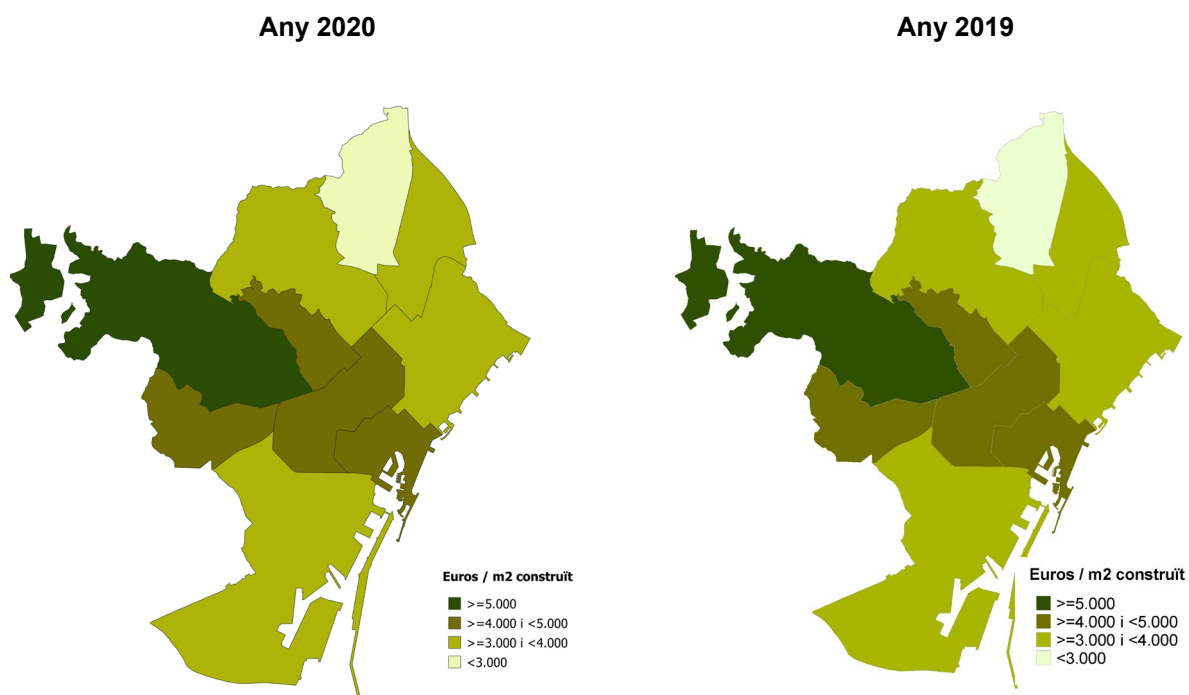 Any 2020
Any 2019
Euros / m2 construït
>=5.000
>=4.000 i <5.000
>=3.000 i <4.000
<3.000
Euros / m2 construït
>=5.000
>=4.000 i <5.000
>=3.000 i <4.000
<3.000